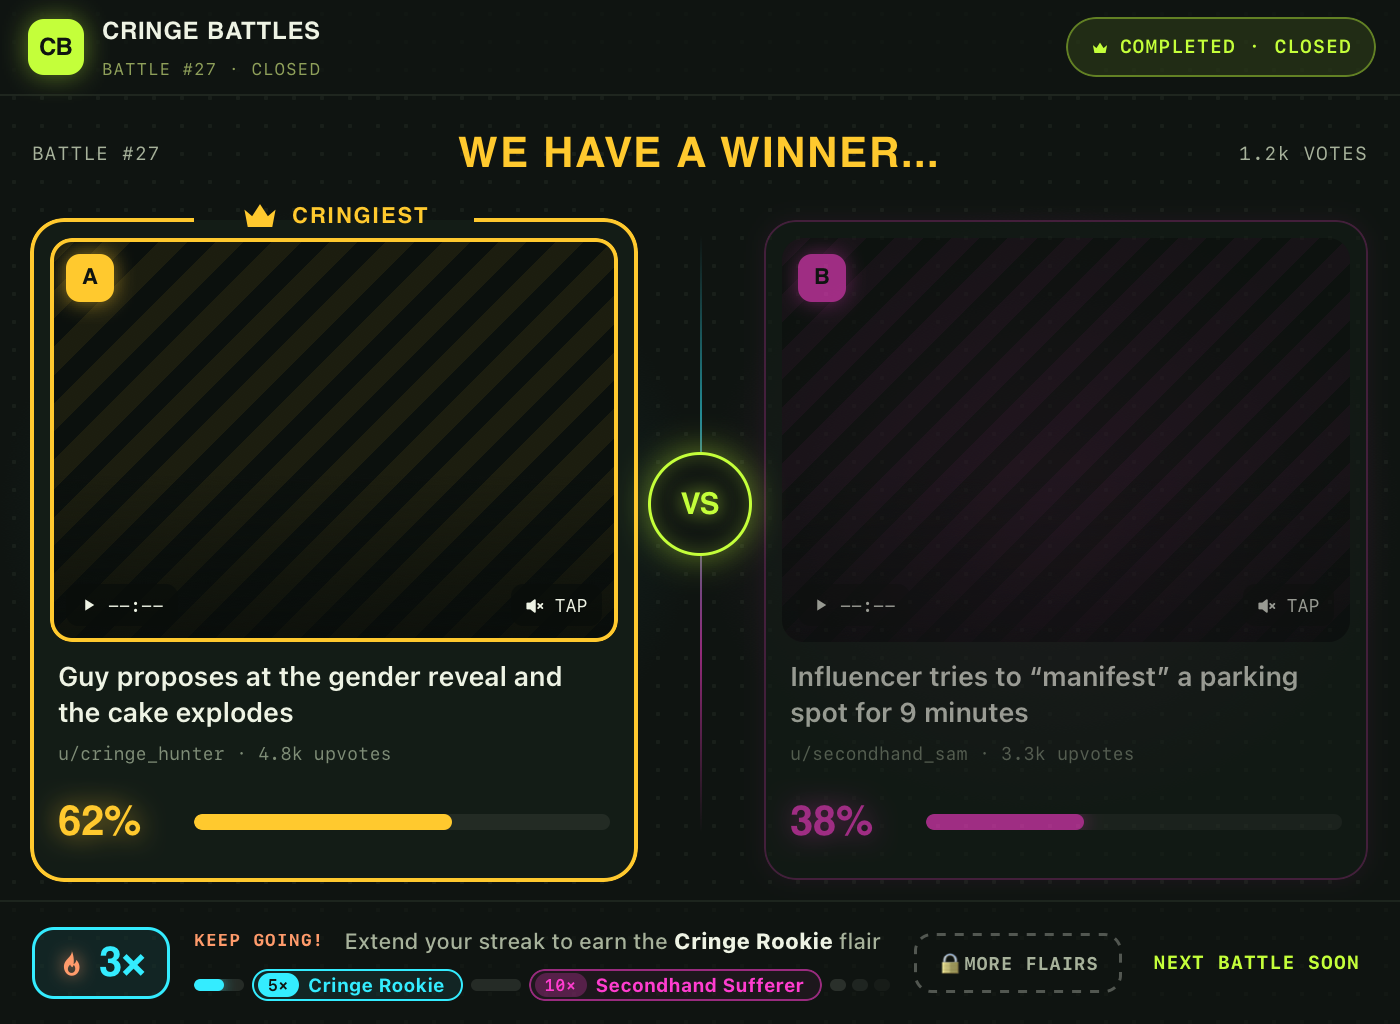 CB
CRINGE BATTLES
BATTLE #27 · CLOSED
COMPLETED · CLOSED
BATTLE #27
WE HAVE A WINNER...
1.2k VOTES
CRINGIEST
A
--:--
TAP
Guy proposes at the gender reveal and
the cake explodes
u/cringe_hunter · 4.8k upvotes
62%
VS
B
--:--
TAP
Influencer tries to “manifest” a parking
spot for 9 minutes
u/secondhand_sam · 3.3k upvotes
38%
3×
KEEP GOING! Extend your streak to earn the Cringe Rookie flair
5× Cringe Rookie
10× Secondhand Sufferer
MORE FLAIRS
NEXT BATTLE SOON